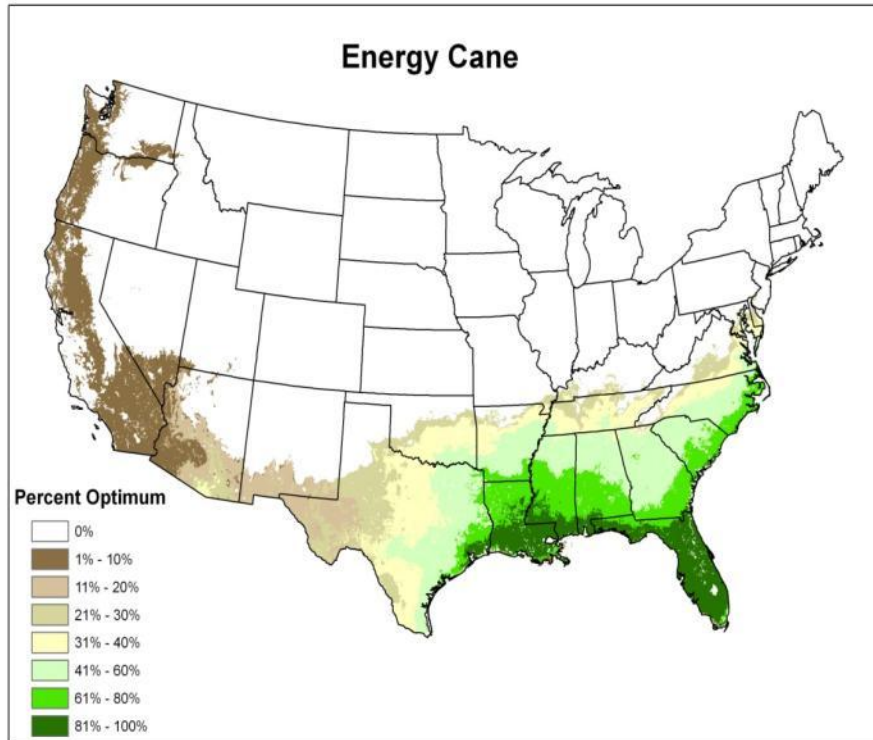 Energy Cane
Percent Optimum
0%
1% - 10%
11% - 20%
21% - 30%
31% - 40%
41% - 60%
61% - 80%
81% - 100%